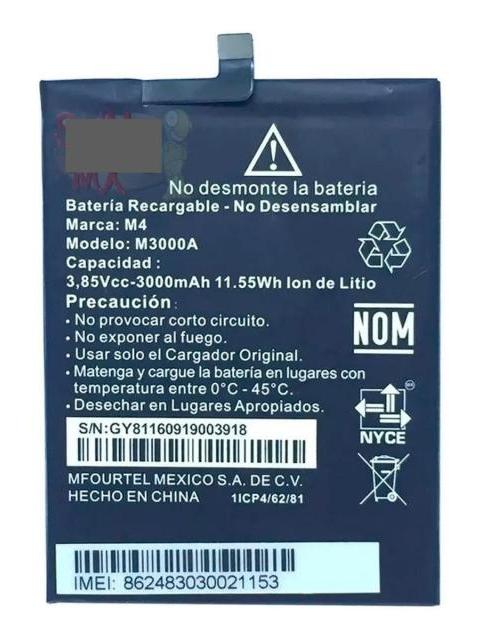 No desmonte la bateria
Batería Recargable - No Desensamblar
Marca: M4
Modelo: M3000A
Capacidad :
3,85Vcc-3000mAh 11.55Wh Ion de Litio
Precaución :
• No provocar corto circuito.
• No exponer al fuego.
• Usar solo el Cargador Original.
• Matenga y cargue la batería en lugares con
temperatura entre 0°C - 45°C.
• Desechar en Lugares Apropiados.
NOM
NYCE
S/N:GY81160919003918
MFOURTEL MEXICO S.A. DE C.V.
HECHO EN CHINA 1ICP4/62/81
IMEI: 862483030021153